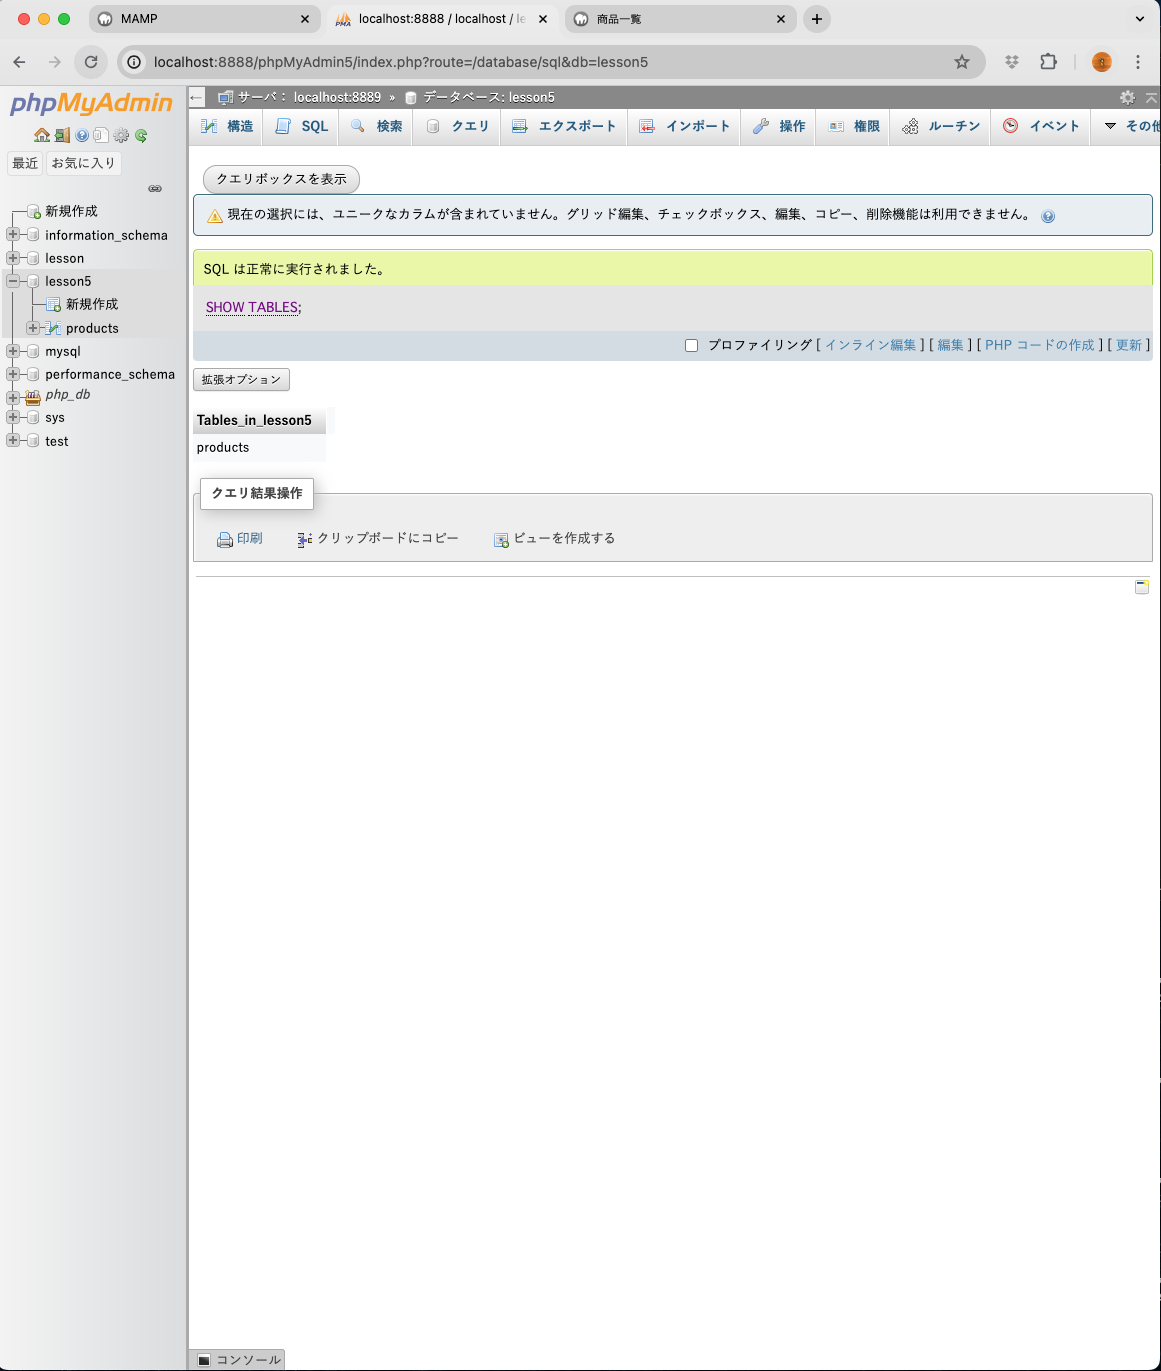 MAMP
localhost:8888 / localhost / le
商品一覧
localhost:8888/phpMyAdmin5/index.php?route=/database/sql&db=lesson5
phpMyAdmin
最近
お気に入り
新規作成
information_schema
lesson
lesson5
新規作成
products
mysql
performance_schema
php_db
sys
test
サーバ： localhost:8889 » データベース: lesson5
構造
SQL
検索
クエリ
エクスポート
インポート
操作
権限
ルーチン
イベント
その他
クエリボックスを表示
現在の選択には、ユニークなカラムが含まれていません。グリッド編集、チェックボックス、編集、コピー、削除機能は利用できません。
SQL は正常に実行されました。
SHOW TABLES;
プロファイリング [ インライン編集 ] [ 編集 ] [ PHP コードの作成 ] [ 更新 ]
拡張オプション
Tables_in_lesson5
products
クエリ結果操作
印刷
クリップボードにコピー
ビューを作成する
コンソール